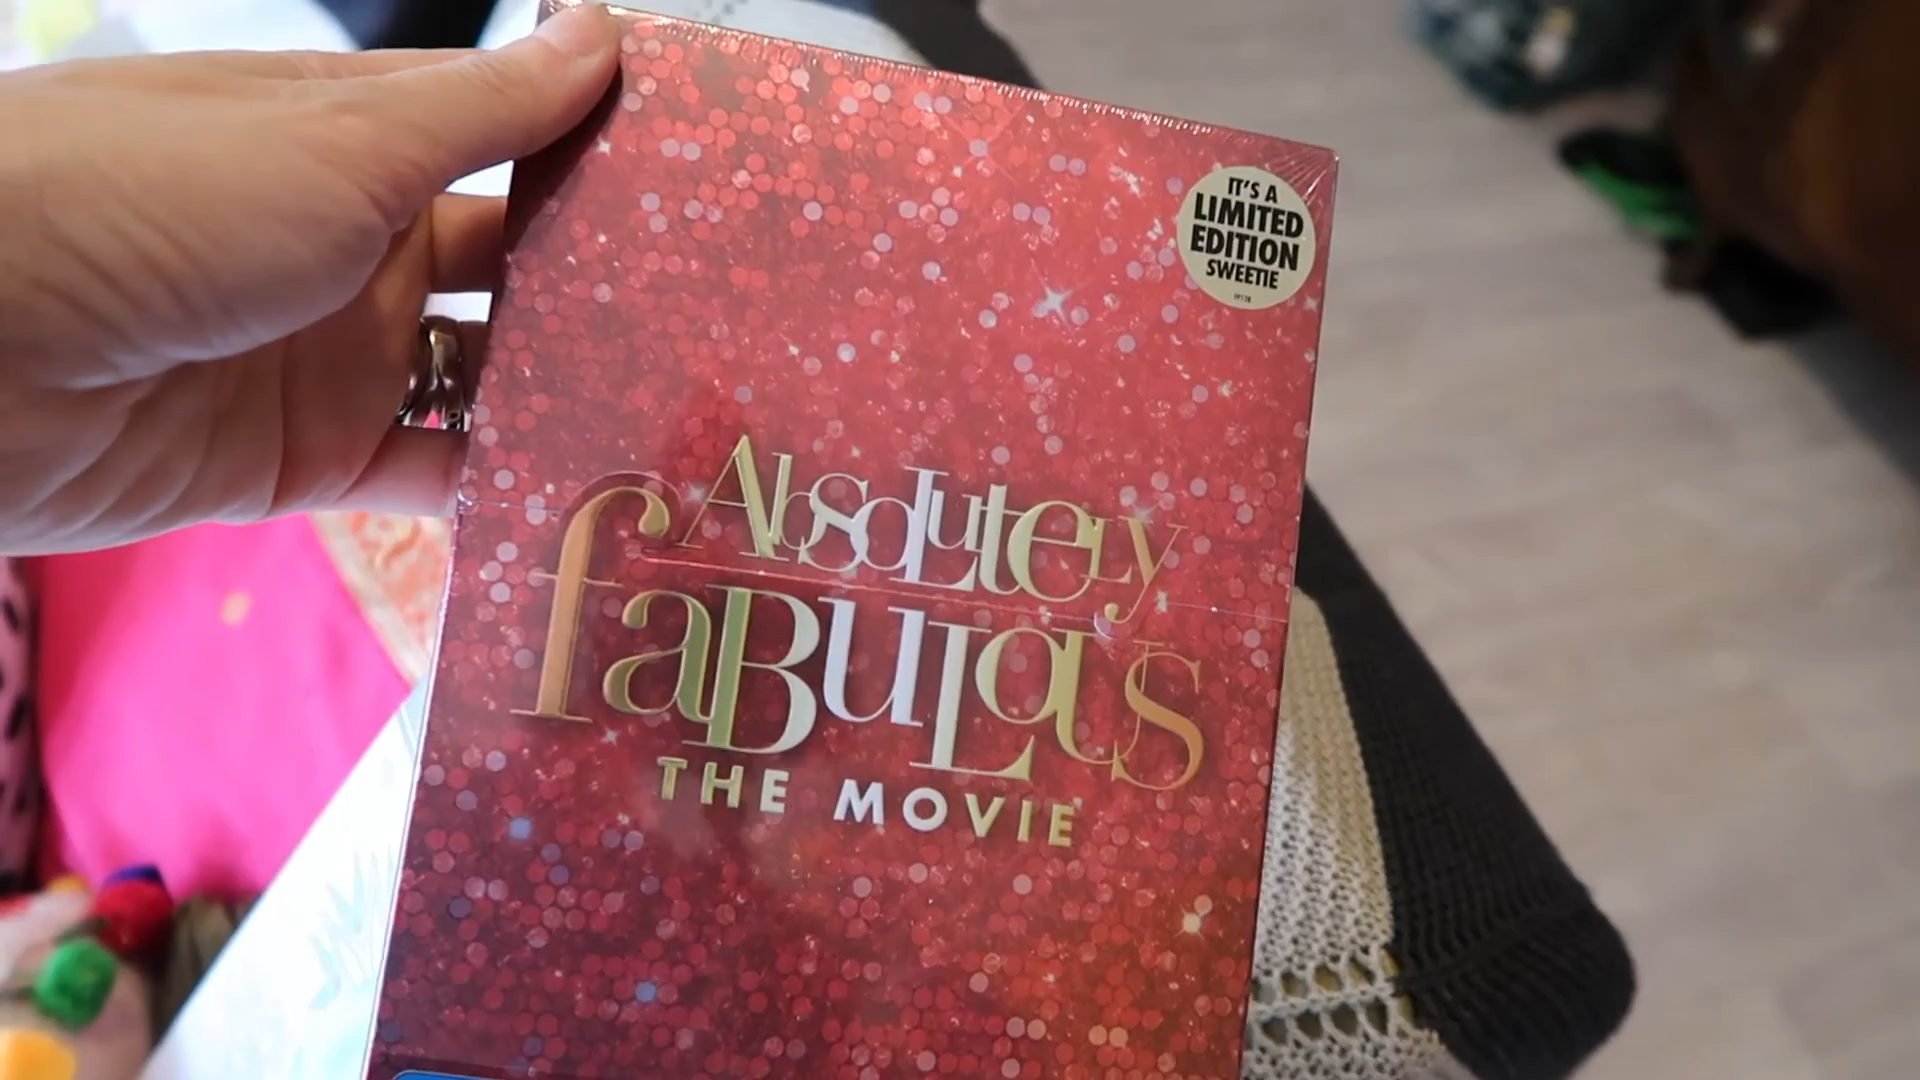 IT'S A
LIMITED
EDITION
SWEETIE
AbsoLuteLy
fabuLous
THE MOVIE